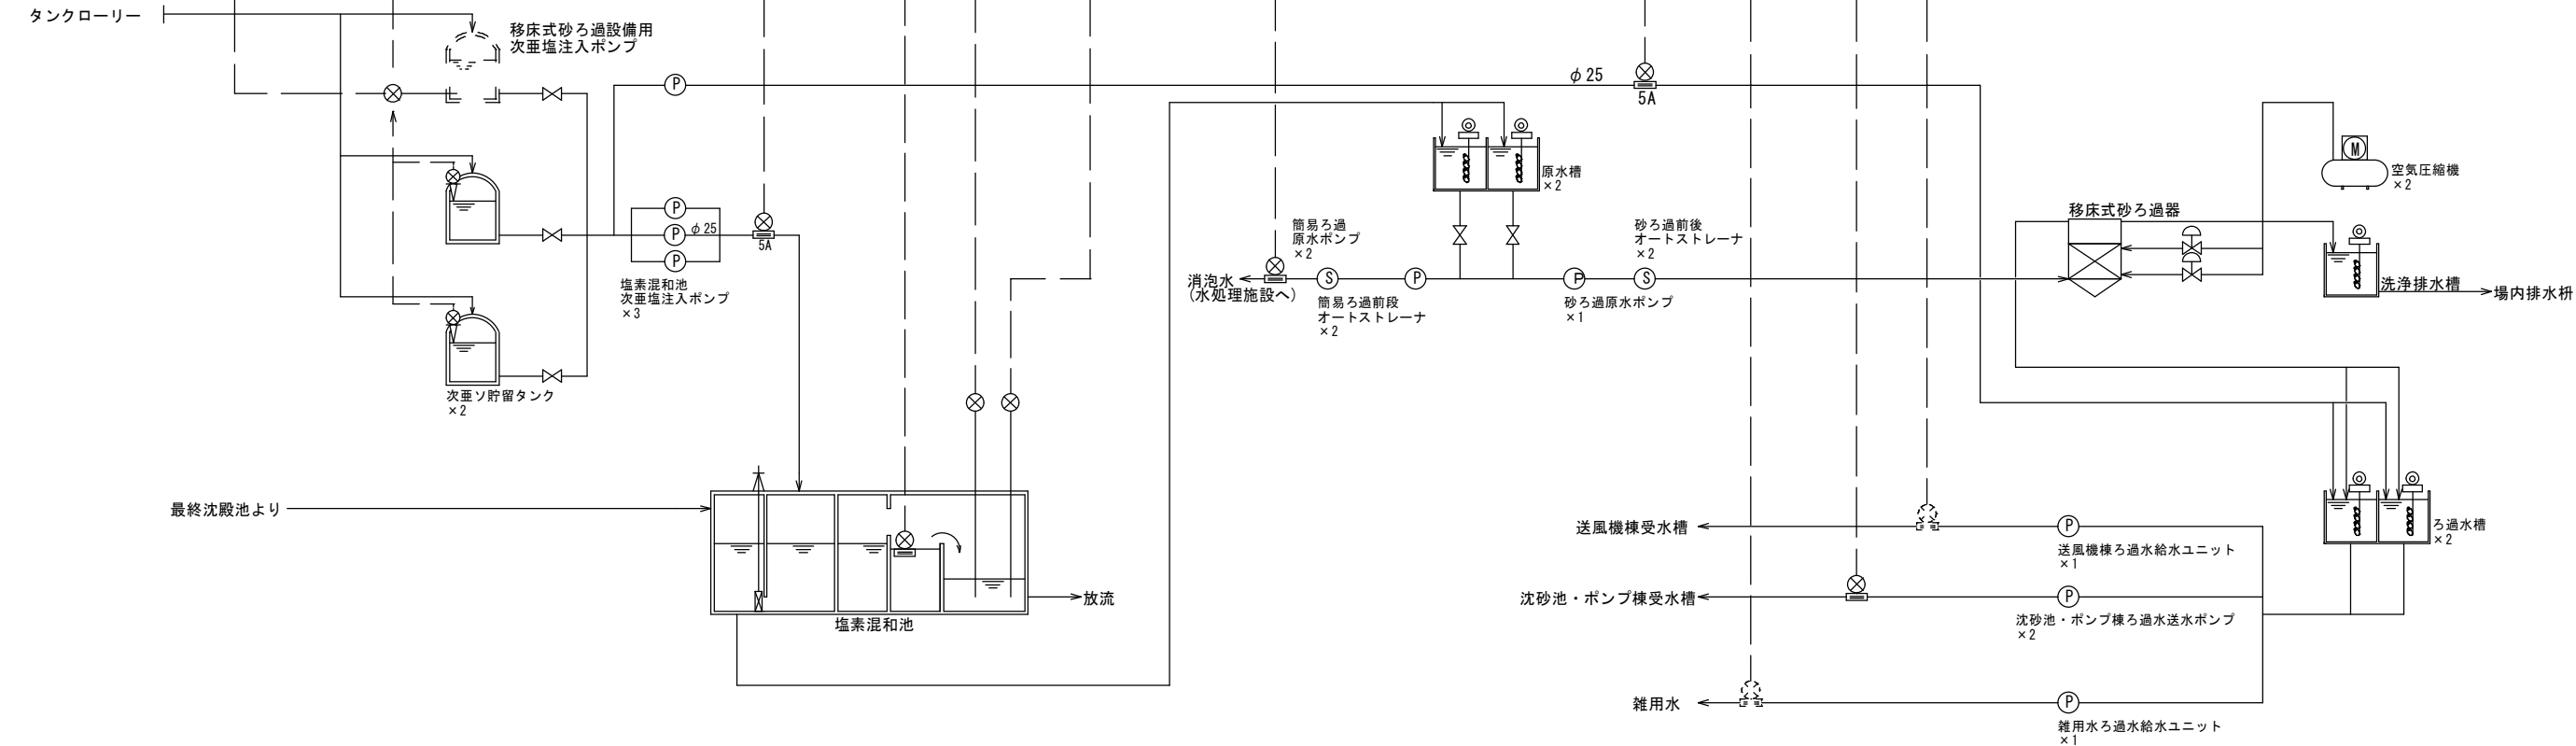 タンクローリー
移床式砂ろ過設備用
次亜塩注入ポンプ
P
φ25
5A
P
P
φ25
P
5A
塩素混和池
次亜塩注入ポンプ
×3
次亜ソ貯留タンク
×2
原水槽
×2
M
空気圧縮機
×2
移床式砂ろ過器
簡易ろ過
原水ポンプ
×2
砂ろ過前後
オートストレーナ
×2
消泡水
(水処理施設へ)
S
P
P
S
簡易ろ過前段
オートストレーナ
×2
砂ろ過原水ポンプ
×1
洗浄排水槽
場内排水枡
最終沈殿池より
放流
塩素混和池
送風機棟受水槽
P
送風機棟ろ過水給水ユニット
×1
ろ過水槽
×2
沈砂池・ポンプ棟受水槽
P
沈砂池・ポンプ棟ろ過水送水ポンプ
×2
雑用水
P
雑用水ろ過水給水ユニット
×1